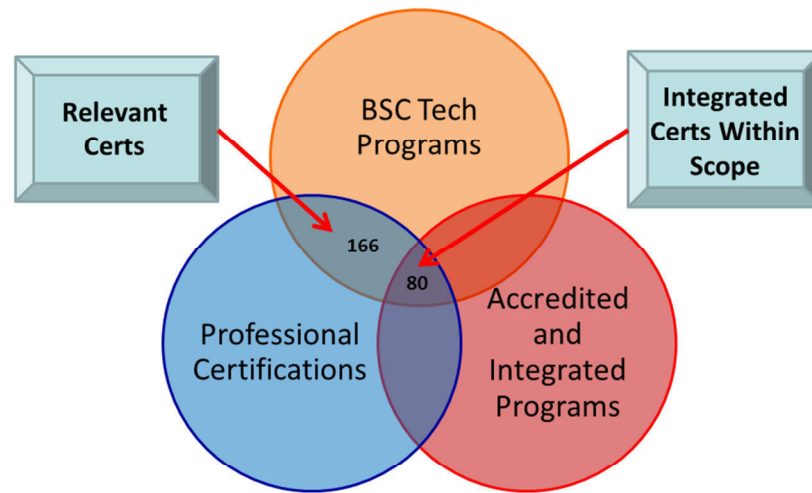 Relevant
Certs
BSC Tech
Programs
Integrated
Certs Within
Scope
166
80
Professional
Certifications
Accredited
and
Integrated
Programs